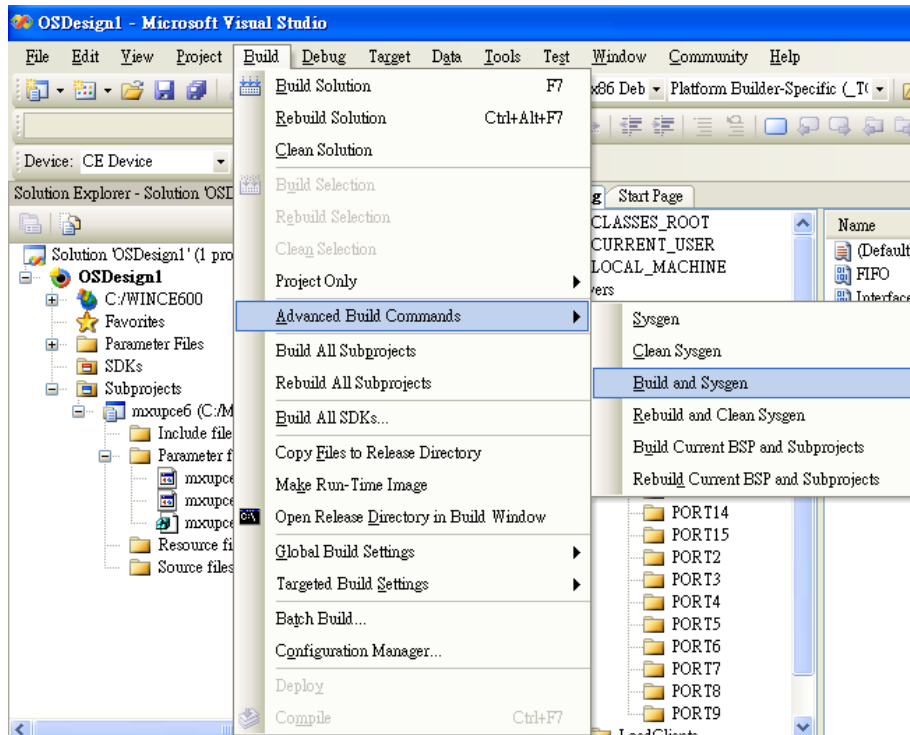 OSDesign1 - Microsoft Visual Studio
File Edit View Project Build Debug Target Data Tools Test Window Community Help
x86 Deb Platform Builder-Specific (_T(
Device: CE Device
Solution Explorer - Solution 'OSD
Solution 'OSDesign1' (1 pro
OSDesign1
C:/WINCE600
Favorites
Parameter Files
SDKs
Subprojects
mxupce6 (C:/M
Include file
Parameter f
mxupce
mxupce
mxupce
Resource fi
Source files
Build Solution F7
Rebuild Solution Ctrl+Alt+F7
Clean Solution
Build Selection
Rebuild Selection
Clean Selection
Project Only
Advanced Build Commands
Build All Subprojects
Rebuild All Subprojects
Build All SDKs...
Copy Files to Release Directory
Make Run-Time Image
Open Release Directory in Build Window
Global Build Settings
Targeted Build Settings
Batch Build...
Configuration Manager...
Deploy
Compile Ctrl+F7
Sysgen
Clean Sysgen
Build and Sysgen
Rebuild and Clean Sysgen
Build Current BSP and Subprojects
Rebuild Current BSP and Subprojects
g Start Page
CLASSES_ROOT
CURRENT_USER
LOCAL_MACHINE
vers
PORT14
PORT15
PORT2
PORT3
PORT4
PORT5
PORT6
PORT7
PORT8
PORT9
LoadClients
Name
(Default
FIFO
Interface